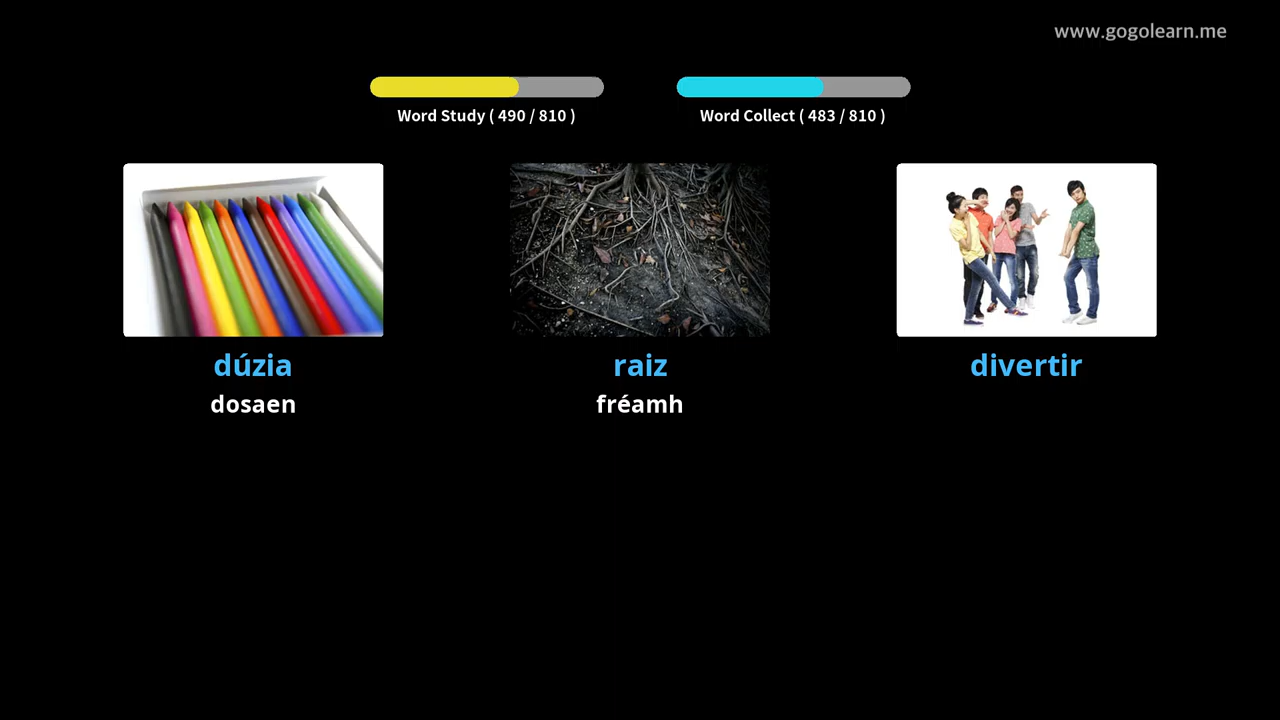 www.gogolearn.me
Word Study ( 490 / 810 )
Word Collect ( 483 / 810 )
dúzia
dosaen
raiz
fréamh
divertir